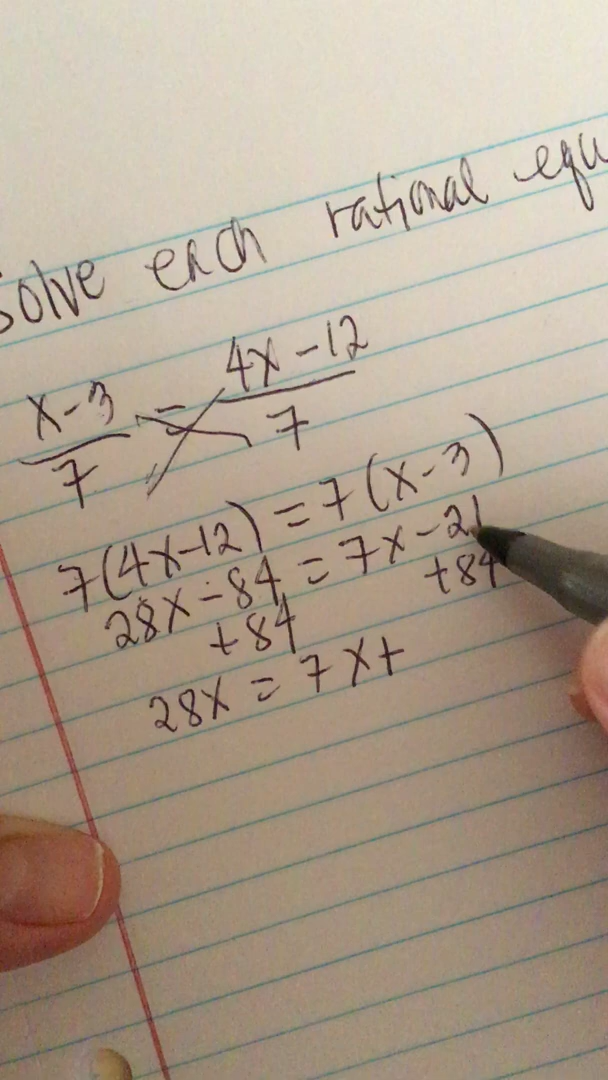 Solve each rational equ
x-3 / 7 = 4x-12 / 7
7(4x-12) = 7(x-3)
28x-84 = 7x-21
+84 +84
28x = 7x+